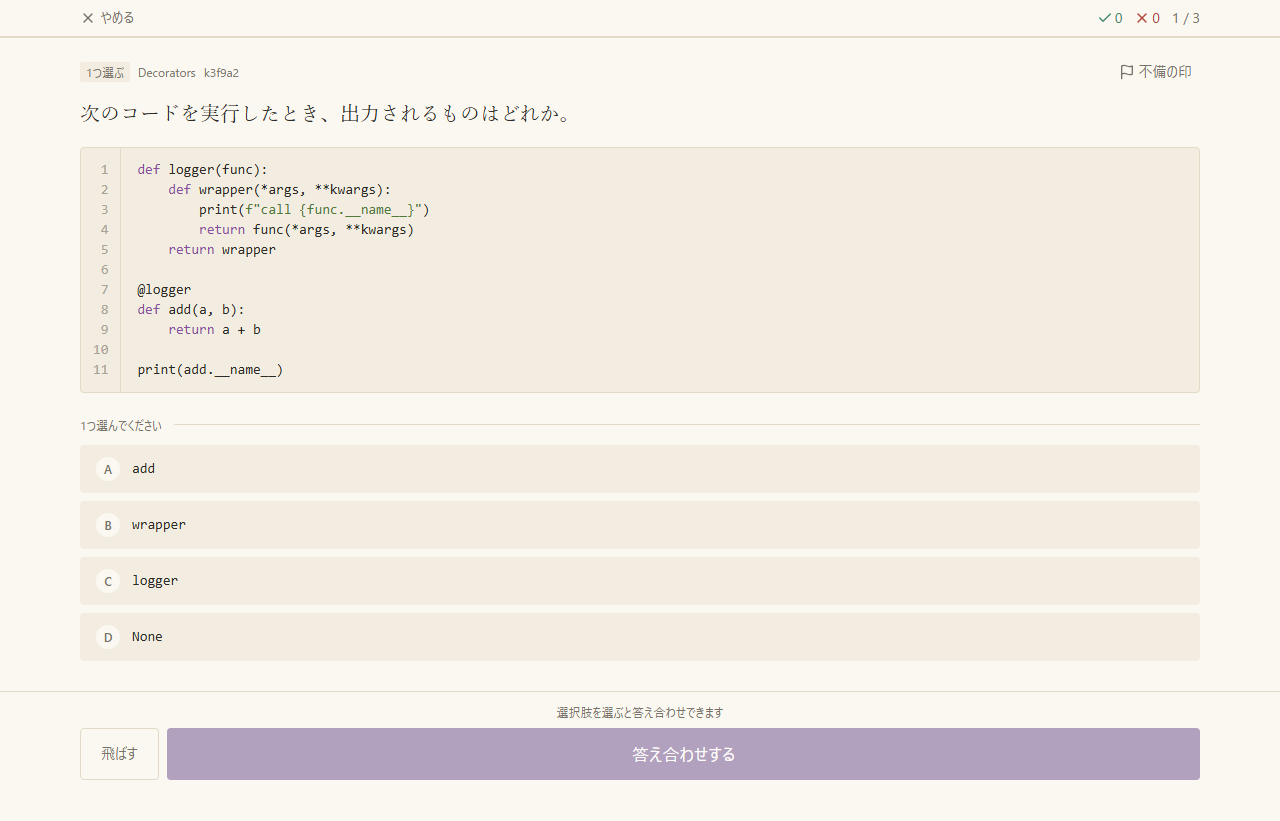 やめる
0 0 1 / 3
1つ選ぶ Decorators k3f9a2 不備の印
次のコードを実行したとき、出力されるものはどれか。
1 def logger(func):
2     def wrapper(*args, **kwargs):
3         print(f"call {func.__name__}")
4         return func(*args, **kwargs)
5     return wrapper
6
7 @logger
8 def add(a, b):
9     return a + b
10
11 print(add.__name__)
1つ選んでください
A add
B wrapper
C logger
D None
選択肢を選ぶと答え合わせできます
飛ばす 答え合わせする